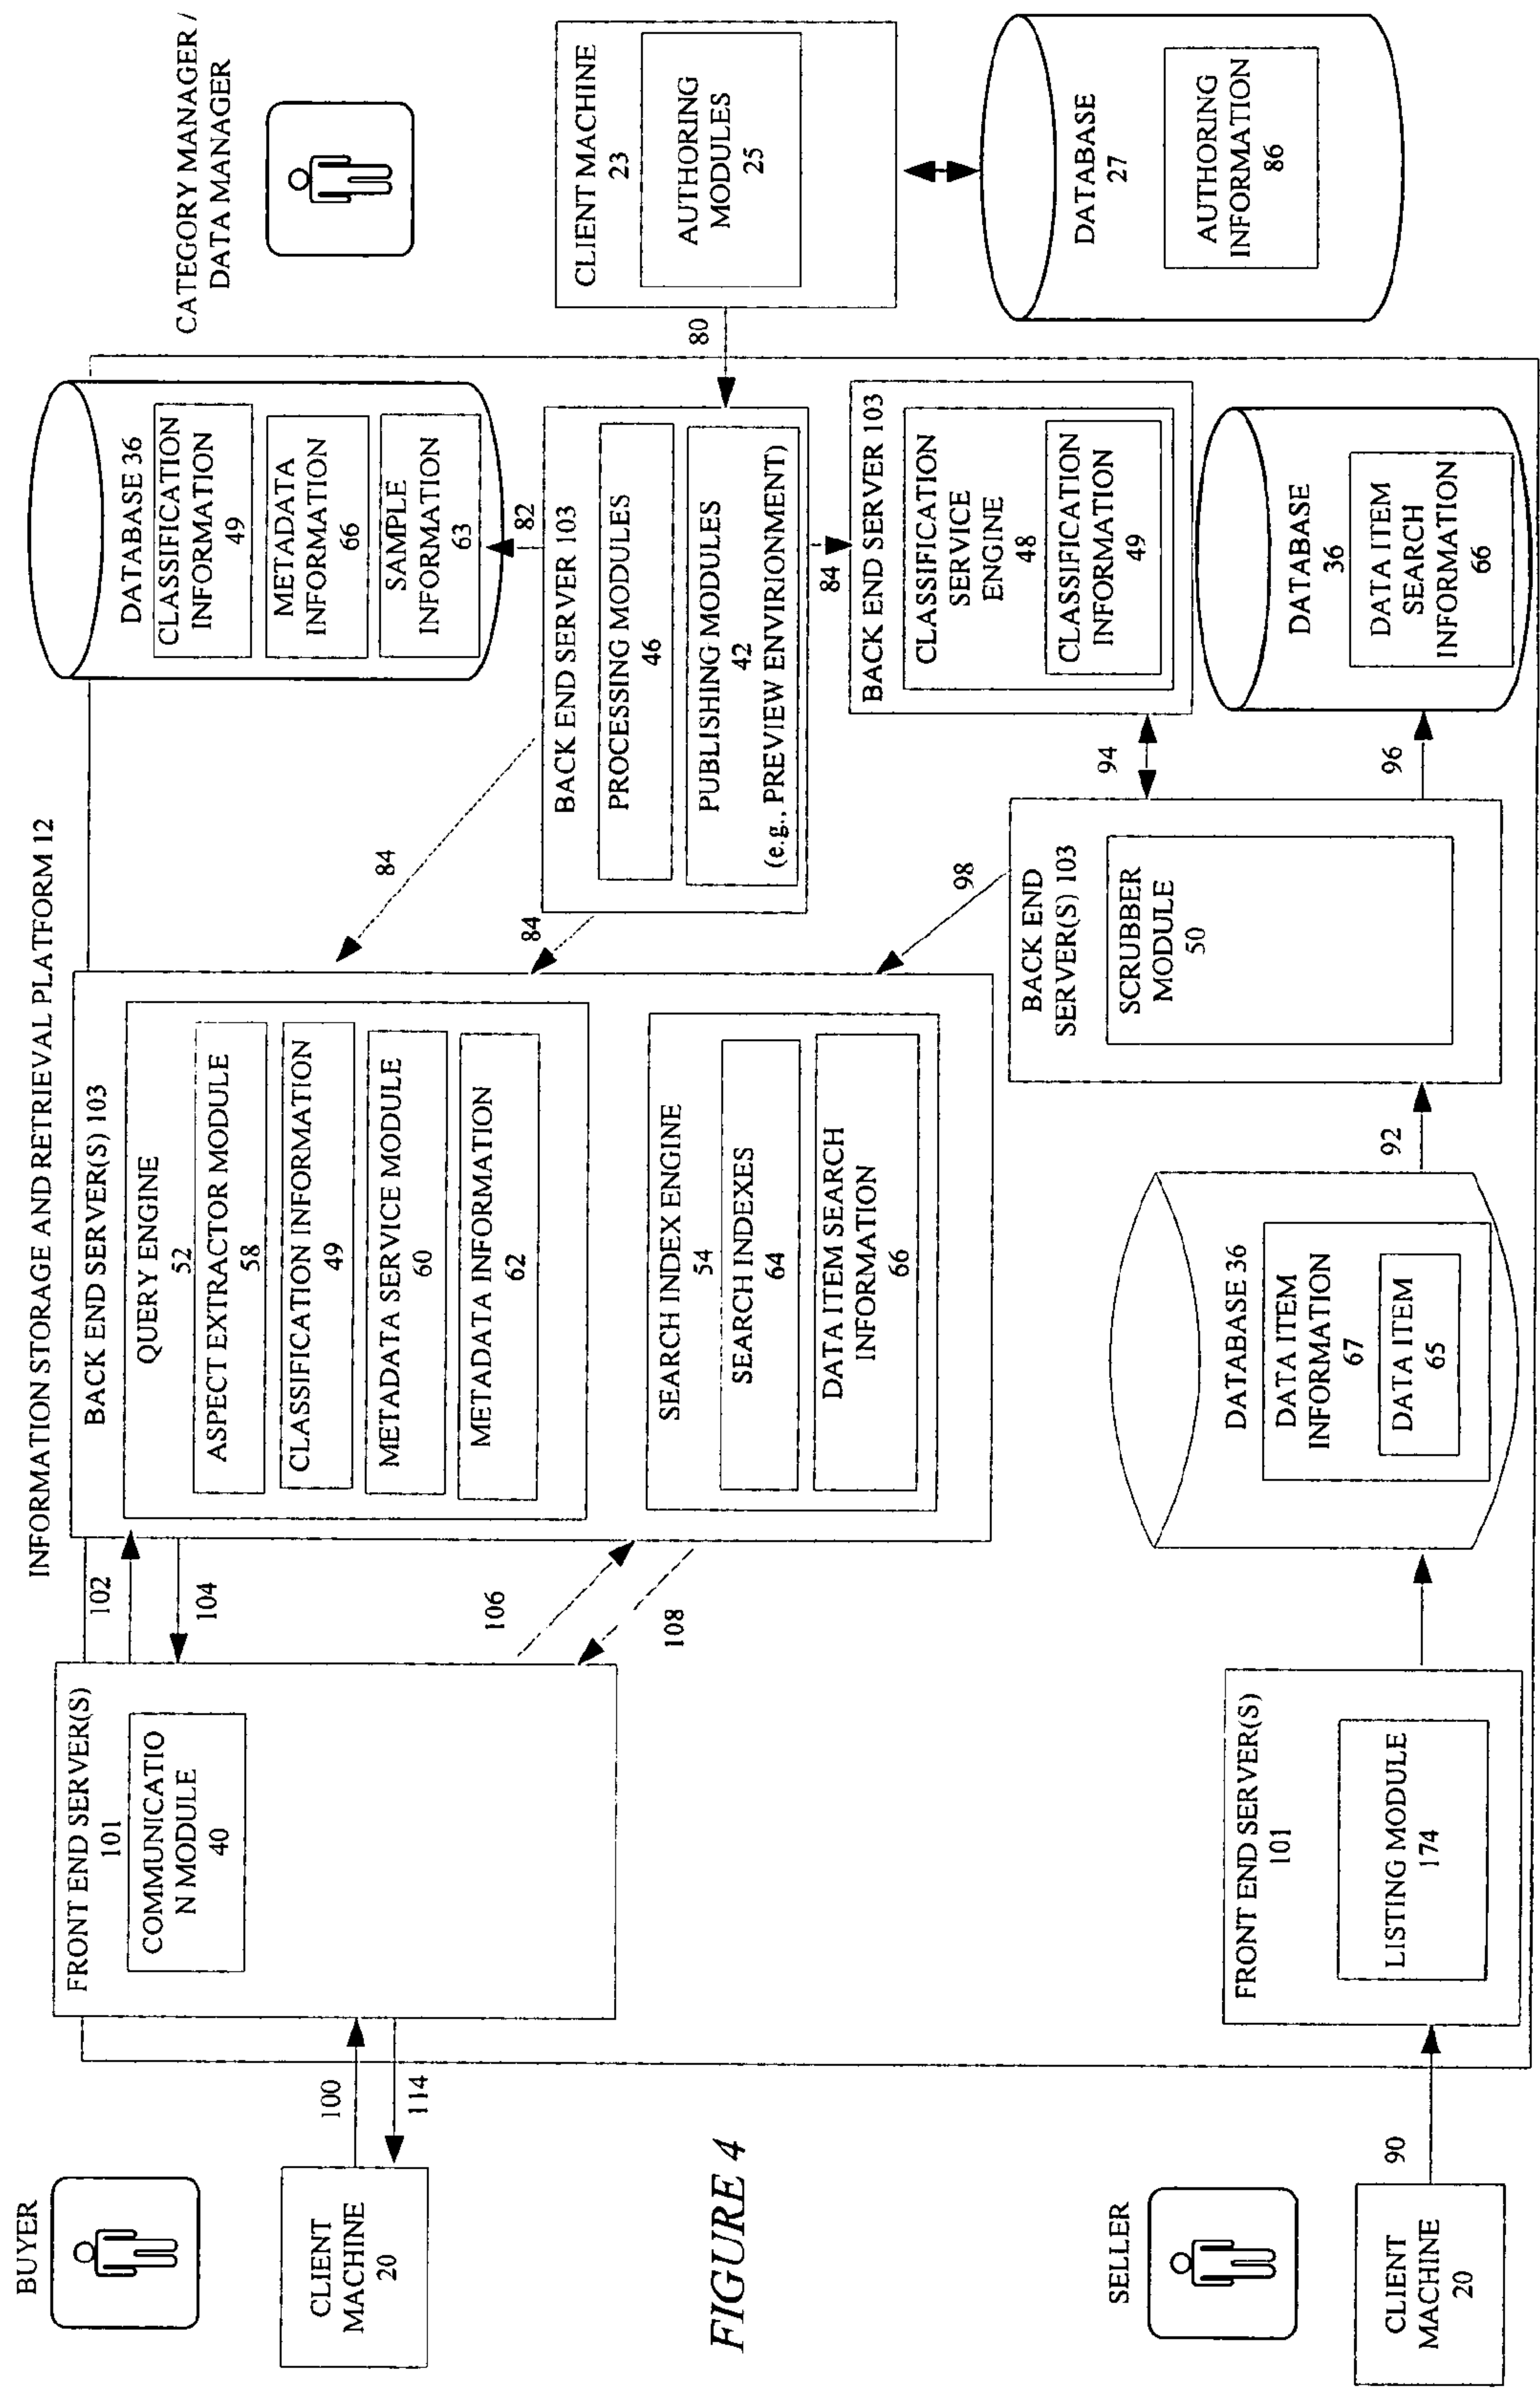 INFORMATION STORAGE AND RETRIEVAL PLATFORM 12
BUYER
CLIENT
MACHINE
20
100
114
FRONT END SERVER(S)
101
COMMUNICATIO
N MODULE
40
102
104
106
108
BACK END SERVER(S) 103
QUERY ENGINE
52
ASPECT EXTRACTOR MODULE
58
CLASSIFICATION INFORMATION
49
METADATA SERVICE MODULE
60
METADATA INFORMATION
62
SEARCH INDEX ENGINE
54
SEARCH INDEXES
64
DATA ITEM SEARCH
INFORMATION
66
84
84
98
DATABASE 36
CLASSIFICATION
INFORMATION
49
METADATA
INFORMATION
66
SAMPLE
INFORMATION
63
82
BACK END SERVER 103
PROCESSING MODULES
46
PUBLISHING MODULES
42
(e.g., PREVIEW ENVIRIONMENT)
84
BACK END SERVER 103
CLASSIFICATION
SERVICE
ENGINE
48
CLASSIFICATION
INFORMATION
49
CATEGORY MANAGER /
DATA MANAGER
80
CLIENT MACHINE
23
AUTHORING
MODULES
25
DATABASE
27
AUTHORING
INFORMATION
86
SELLER
CLIENT
MACHINE
20
90
FRONT END SERVER(S)
101
LISTING MODULE
174
DATABASE 36
DATA ITEM
INFORMATION
67
DATA ITEM
65
92
BACK END
SERVER(S) 103
SCRUBBER
MODULE
50
94
96
DATABASE
36
DATA ITEM
SEARCH
INFORMATION
66
FIGURE 4